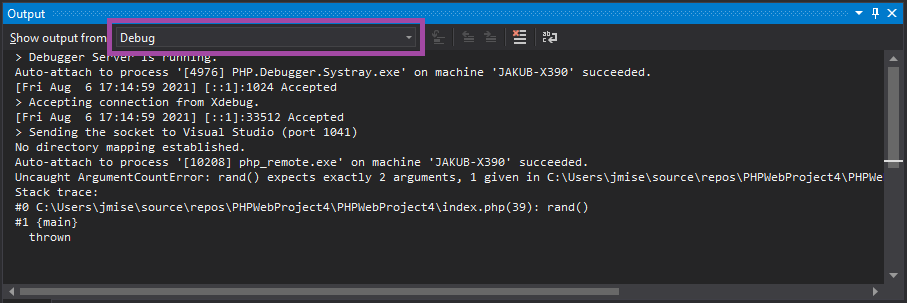 Output
Show output from: Debug
> Debugger Server is running.
Auto-attach to process '[4976] PHP.Debugger.Systray.exe' on machine 'JAKUB-X390' succeeded.
[Fri Aug  6 17:14:59 2021] [::1]:1024 Accepted
> Accepting connection from Xdebug.
[Fri Aug  6 17:14:59 2021] [::1]:33512 Accepted
> Sending the socket to Visual Studio (port 1041)
No directory mapping established.
Auto-attach to process '[10208] php_remote.exe' on machine 'JAKUB-X390' succeeded.
Uncaught ArgumentCountError: rand() expects exactly 2 arguments, 1 given in C:\Users\jmise\source\repos\PHPWebProject4\PHPWe
Stack trace:
#0 C:\Users\jmise\source\repos\PHPWebProject4\PHPWebProject4\index.php(39): rand()
#1 {main}
  thrown